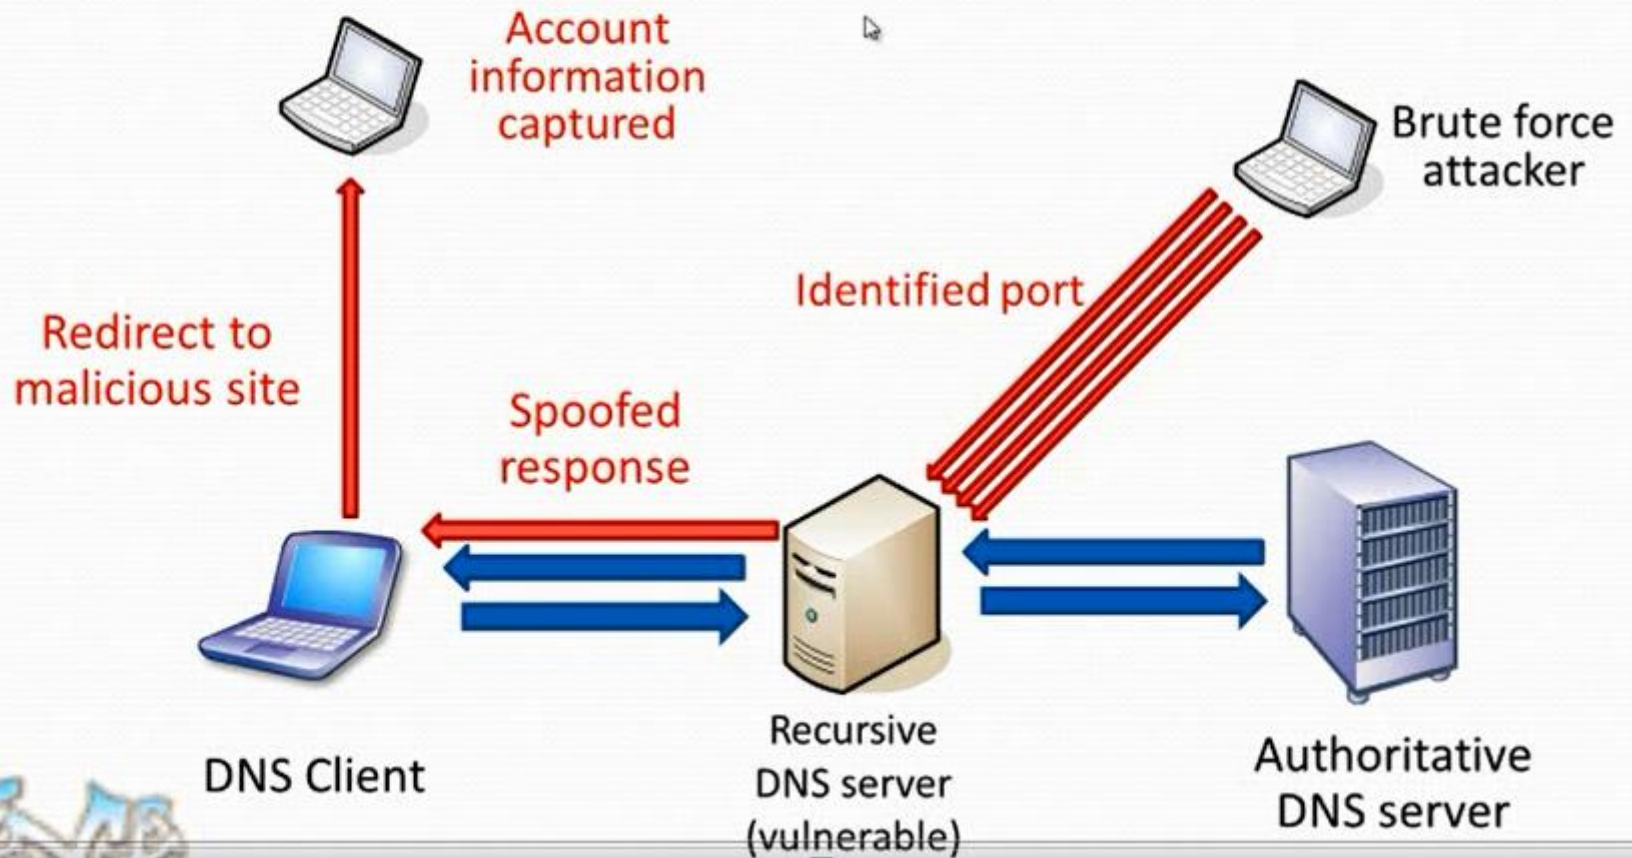 Account
information
captured
Brute force
attacker
Identified port
Redirect to
malicious site
Spoofed
response
DNS Client
Recursive
DNS server
(vulnerable)
Authoritative
DNS server